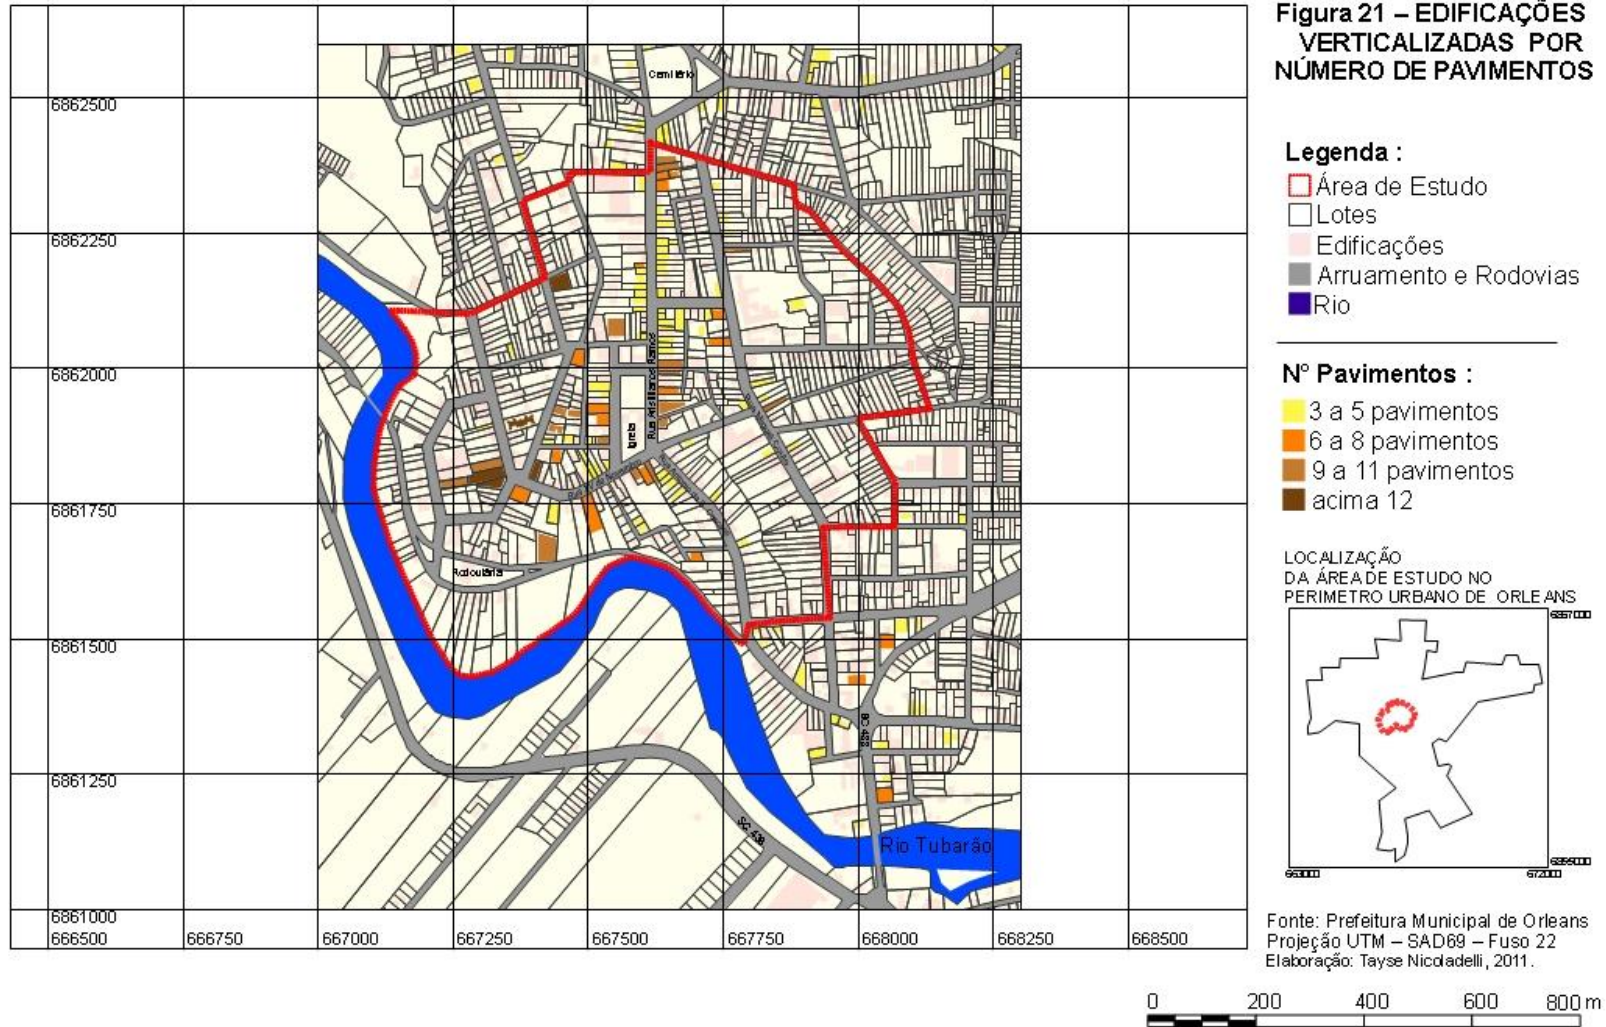 Figura 21 – EDIFICAÇÕES
VERTICALIZADAS POR
NÚMERO DE PAVIMENTOS
Legenda :
Área de Estudo
Lotes
Edificações
Arruamento e Rodovias
Rio
N° Pavimentos :
3 a 5 pavimentos
6 a 8 pavimentos
9 a 11 pavimentos
acima 12
LOCALIZAÇÃO
DA ÁREA DE ESTUDO NO
PERIMETRO URBANO DE ORLEANS
663000
672000
Fonte: Prefeitura Municipal de Orleans
Projeção UTM – SAD69 – Fuso 22
Elaboração: Tayse Nicoladelli, 2011.
0 200 400 600 800 m
6862500
6862250
6862000
6861750
6861500
6861250
6861000
666500 666750 667000 667250 667500 667750 668000 668250 668500
Cemitério
Igreja
Rodoviária
SC 438
Rio Tubarão